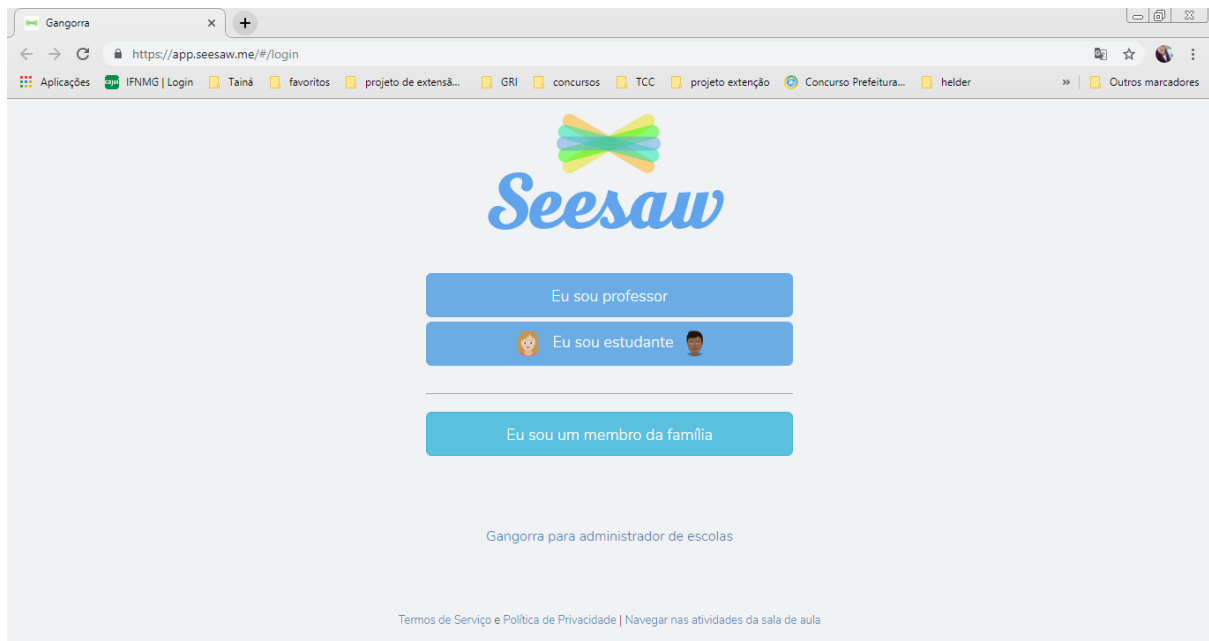 Gangorra
https://app.seesaw.me/#/login
Aplicações IFNMG | Login Tainá favoritos projeto de extensã... GRI concursos TCC projeto extenção Concurso Prefeitura... helder » Outros marcadores
Seesaw
Eu sou professor
Eu sou estudante
Eu sou um membro da família
Gangorra para administrador de escolas
Termos de Serviço e Política de Privacidade | Navegar nas atividades da sala de aula